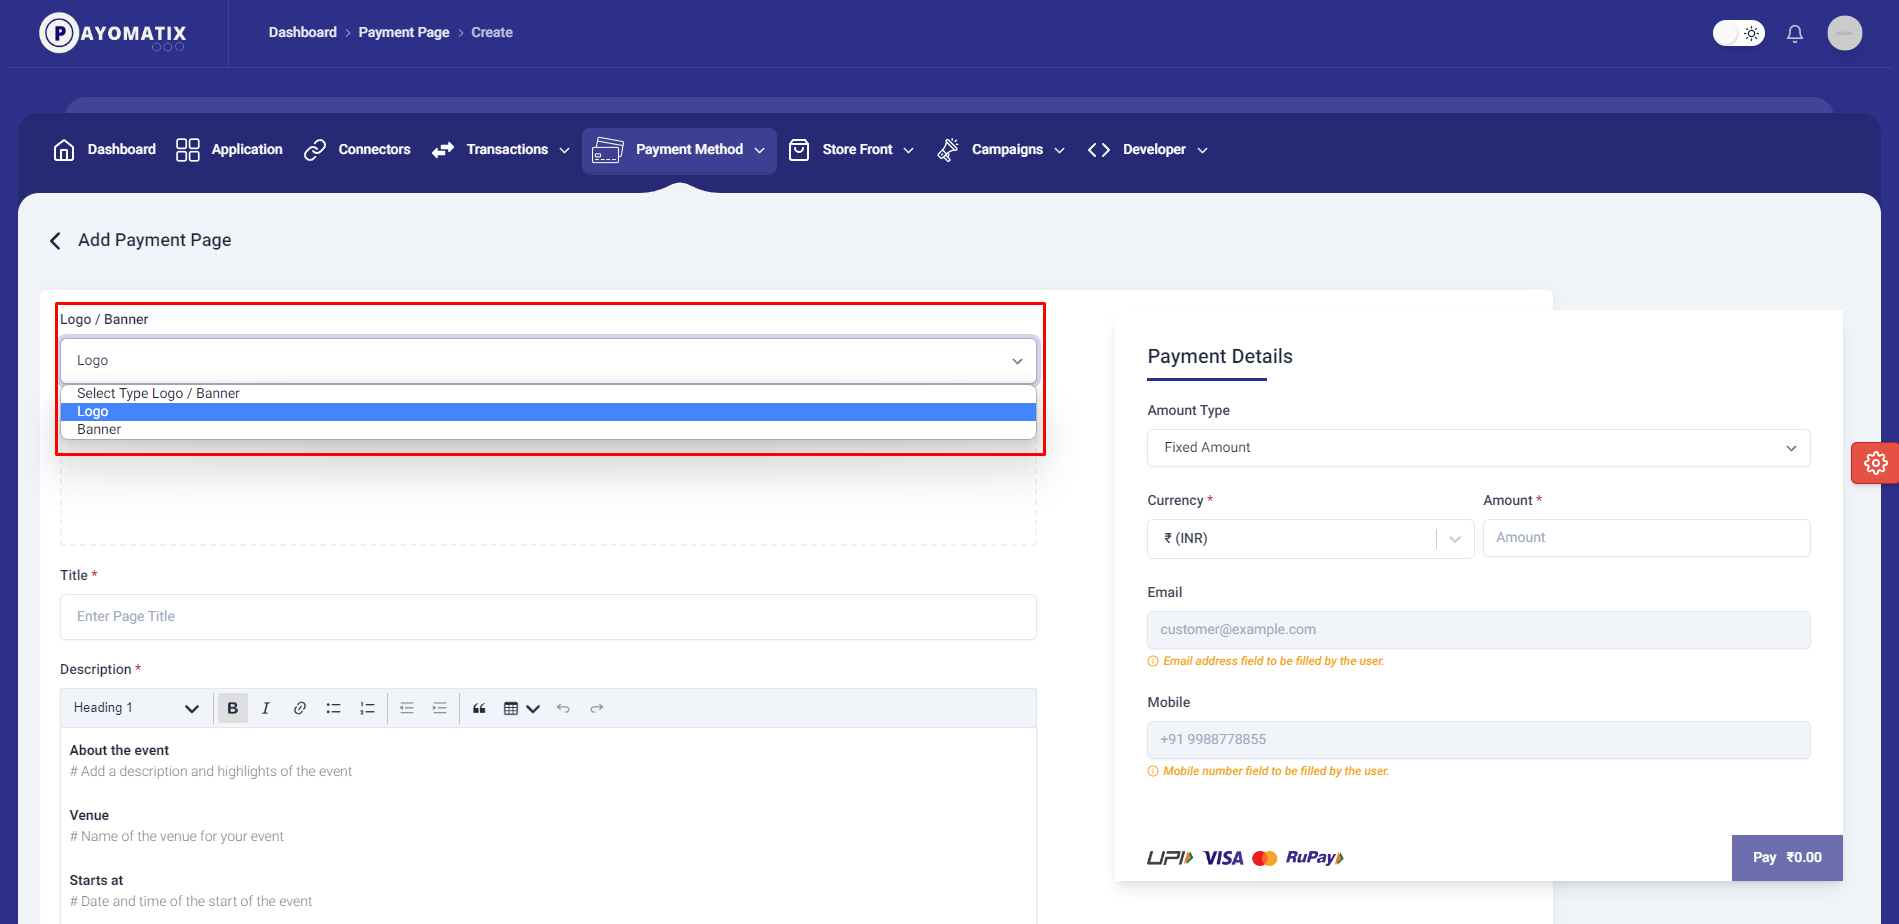 PAYOMATIX
Dashboard > Payment Page > Create
Dashboard Application Connectors Transactions Payment Method Store Front Campaigns Developer
Add Payment Page
Logo / Banner
Logo
Select Type Logo / Banner
Logo
Banner
Title *
Enter Page Title
Description *
Heading 1 B I
About the event
# Add a description and highlights of the event
Venue
# Name of the venue for your event
Starts at
# Date and time of the start of the event
Payment Details
Amount Type
Fixed Amount
Currency * Amount *
₹ (INR) Amount
Email
customer@example.com
Email address field to be filled by the user.
Mobile
+91 9988778855
Mobile number field to be filled by the user.
UPI VISA RuPay
Pay ₹0.00